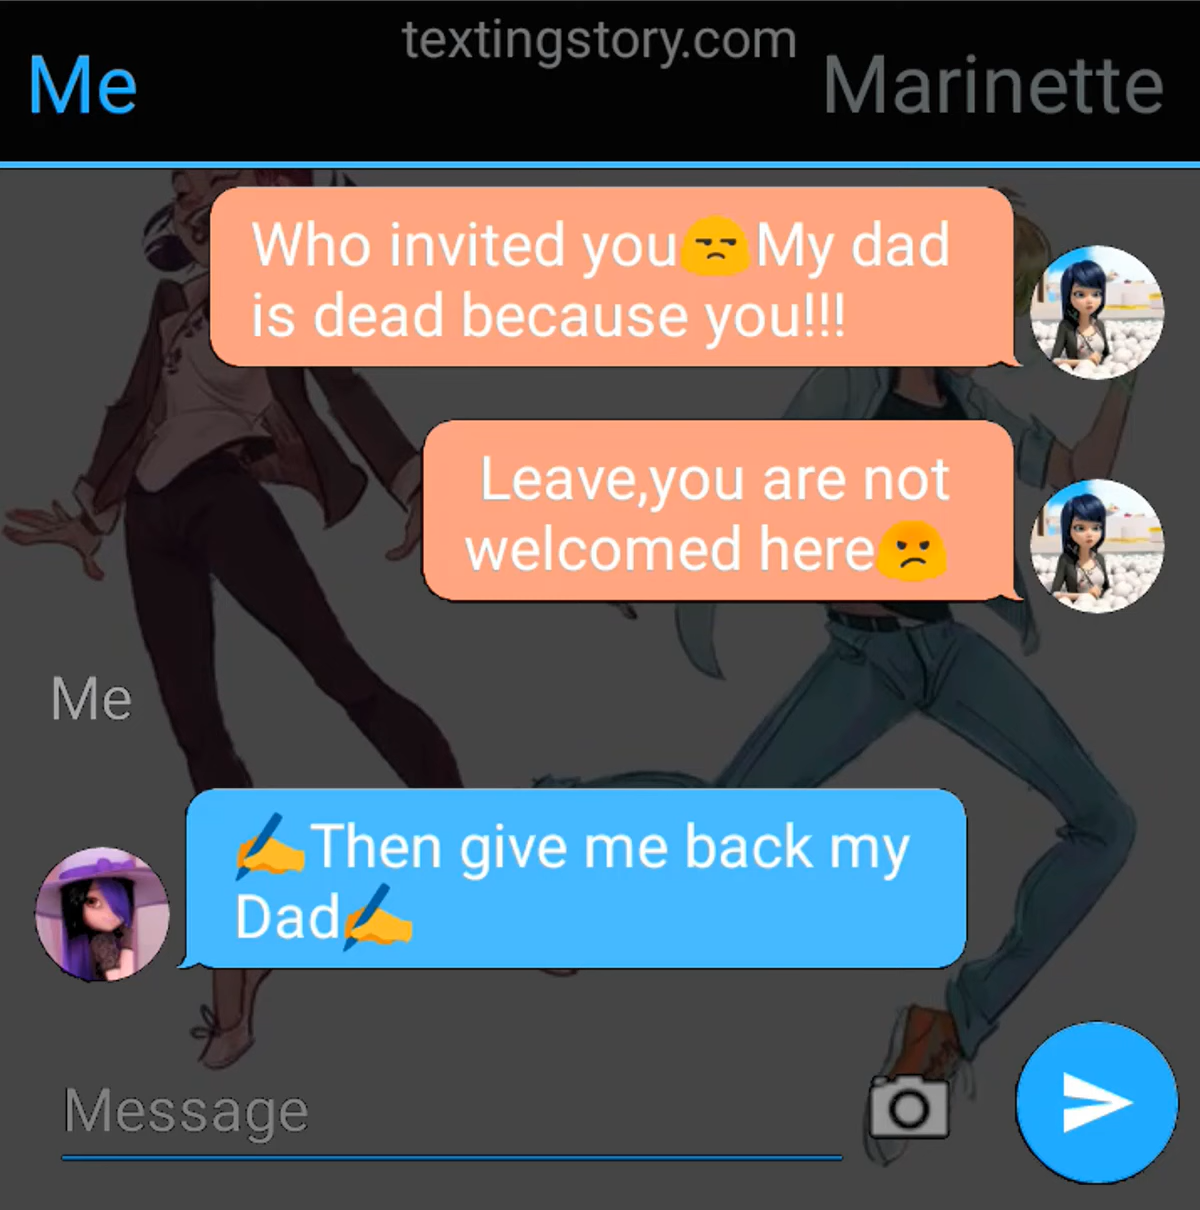 textingstory.com
Me
Marinette
Who invited you😒My dad
is dead because you!!!
Leave,you are not
welcomed here😠
Me
✍Then give me back my
Dad✍
Message